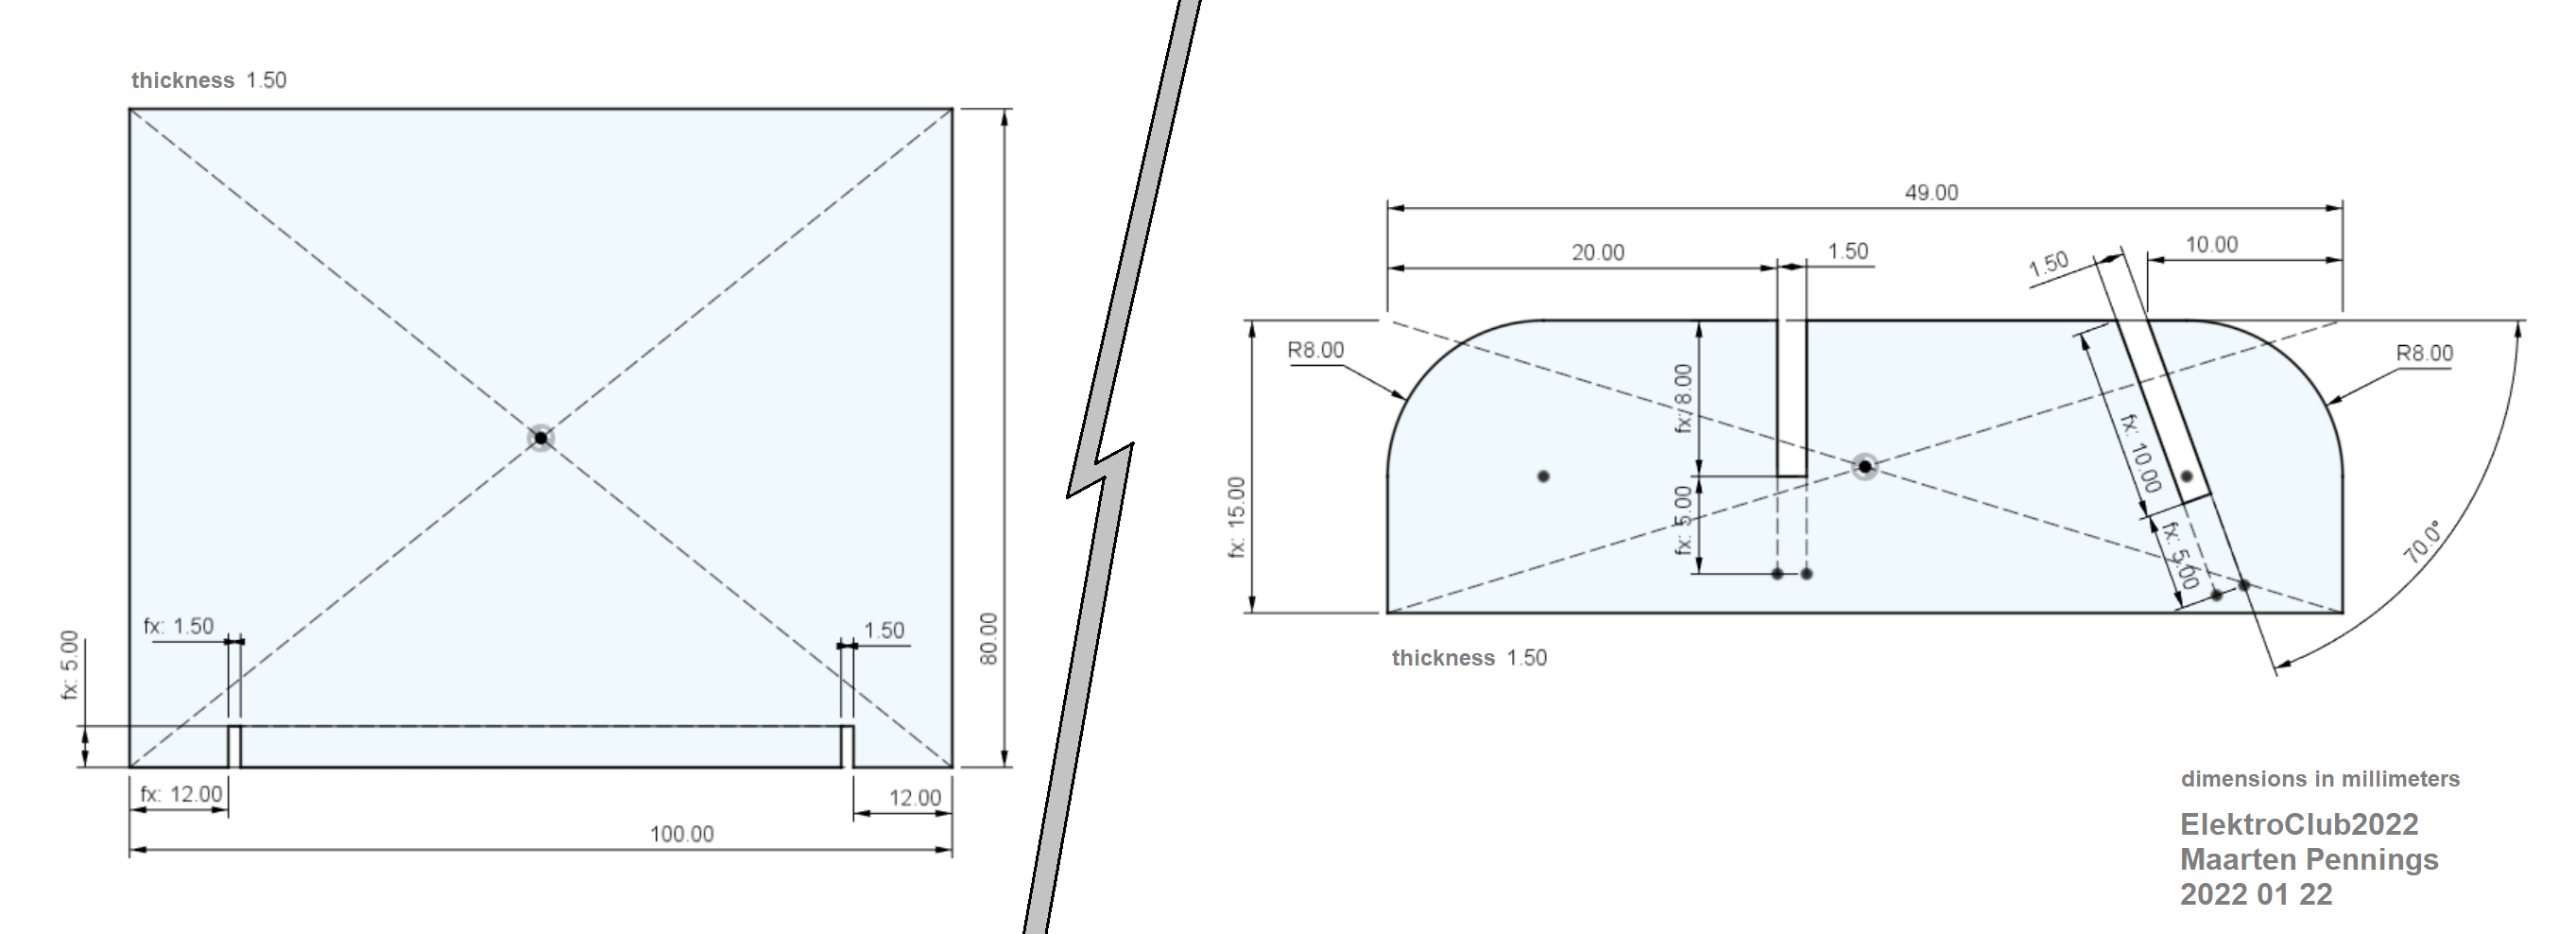 thickness 1.50
fx: 1.50
1.50
fx: 5.00
80.00
fx: 12.00
12.00
100.00
49.00
20.00
1.50
1.50
10.00
R8.00
R8.00
fx: 8.00
fx: 10.00
fx: 15.00
fx: 5.00
fx: 5.00
70.0°
thickness 1.50
dimensions in millimeters
ElektroClub2022
Maarten Pennings
2022 01 22